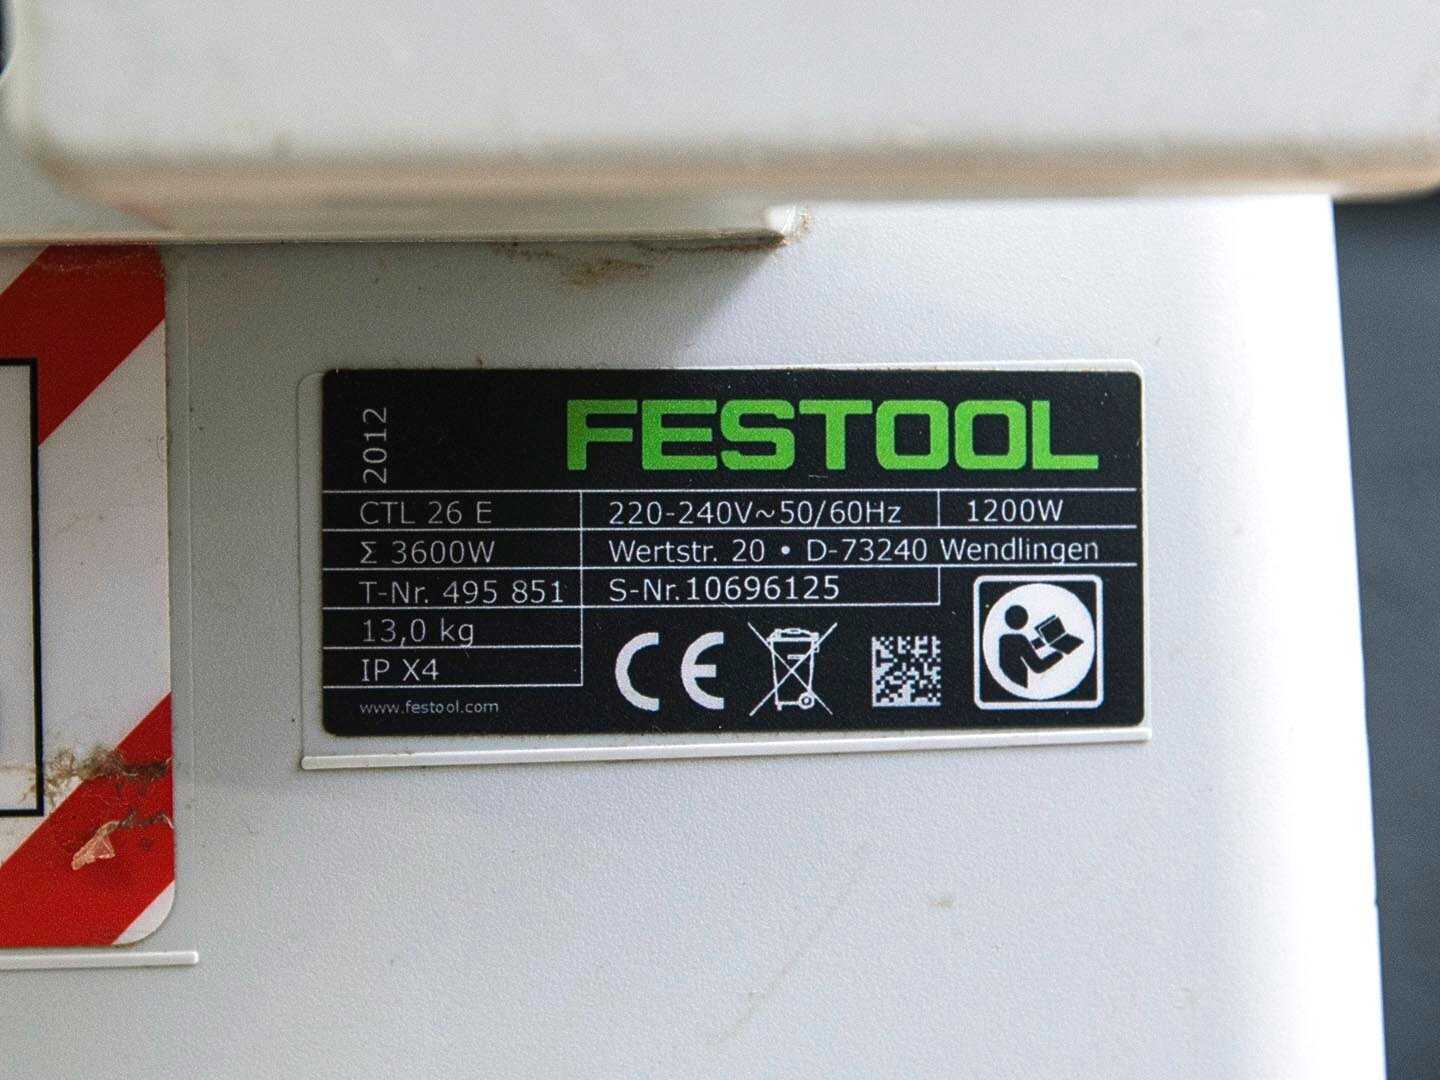 2012
FESTOOL
CTL 26 E 220-240V~50/60Hz 1200W
Σ 3600W Wertstr. 20 • D-73240 Wendlingen
T-Nr. 495 851 S-Nr.10696125
13,0 kg
IP X4
www.festool.com
CE